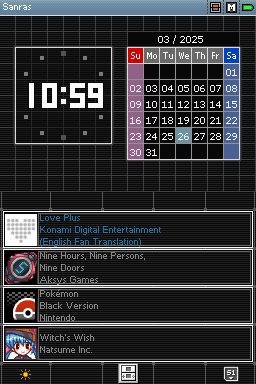 Sanras
M
10:59
03 / 2025
Su Mo Tu We Th Fr Sa
01
02 03 04 05 06 07 08
09 10 11 12 13 14 15
16 17 18 19 20 21 22
23 24 25 26 27 28 29
30 31
Love Plus
Konami Digital Entertainment
(English Fan Translation)
Nine Hours, Nine Persons,
Nine Doors
Aksys Games
Pokémon
Black Version
Nintendo
Witch's Wish
Natsume Inc.
51